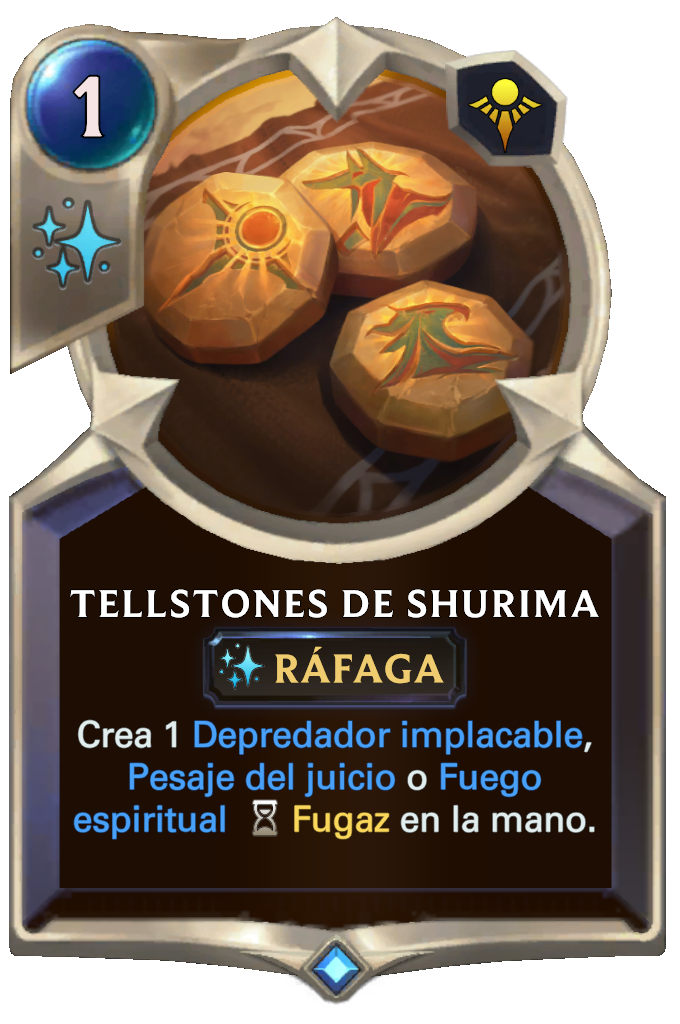 1
TELLSTONES DE SHURIMA
RÁFAGA
Crea 1 Depredador implacable,
Pesaje del juicio o Fuego
espiritual Fugaz en la mano.